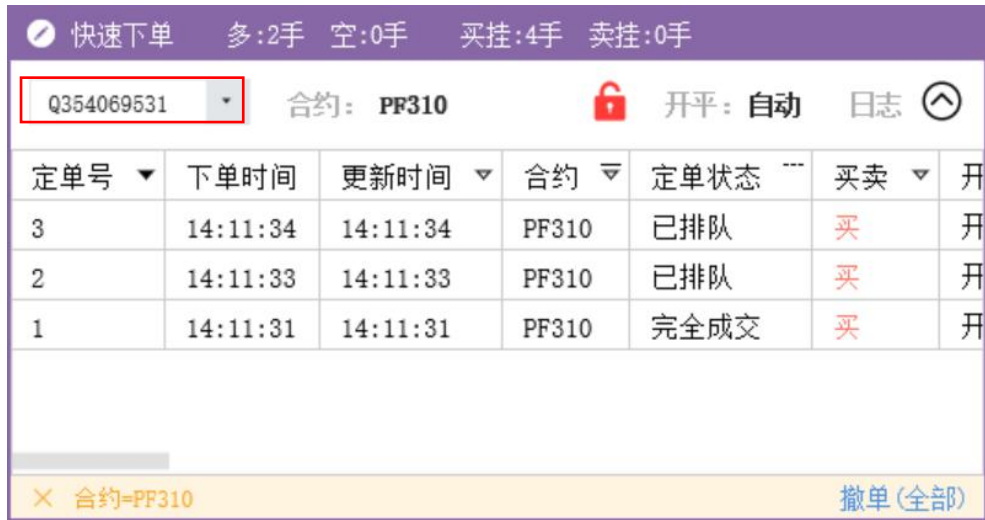 快速下单 多:2手 空:0手 买挂:4手 卖挂:0手
Q354069531 合约: PF310 开平: 自动 日志
定单号 下单时间 更新时间 合约 定单状态 买卖 开
3 14:11:34 14:11:34 PF310 已排队 买 开
2 14:11:33 14:11:33 PF310 已排队 买 开
1 14:11:31 14:11:31 PF310 完全成交 买 开
合约=PF310 撤单(全部)